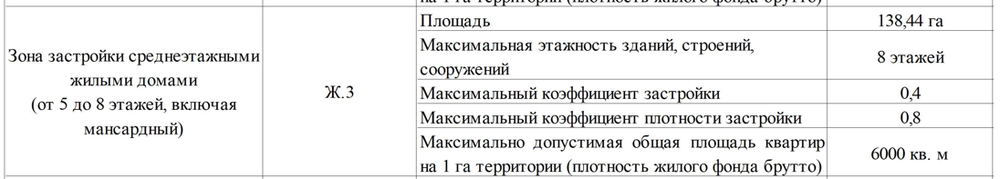 на 1 га территории (плотность жилого фонда брутто)
Зона застройки среднеэтажными
жилыми домами
(от 5 до 8 этажей, включая
мансардный)
Ж.3
Площадь
138,44 га
Максимальная этажность зданий, строений,
сооружений
8 этажей
Максимальный коэффициент застройки
0,4
Максимальный коэффициент плотности застройки
0,8
Максимально допустимая общая площадь квартир
на 1 га территории (плотность жилого фонда брутто)
6000 кв. м